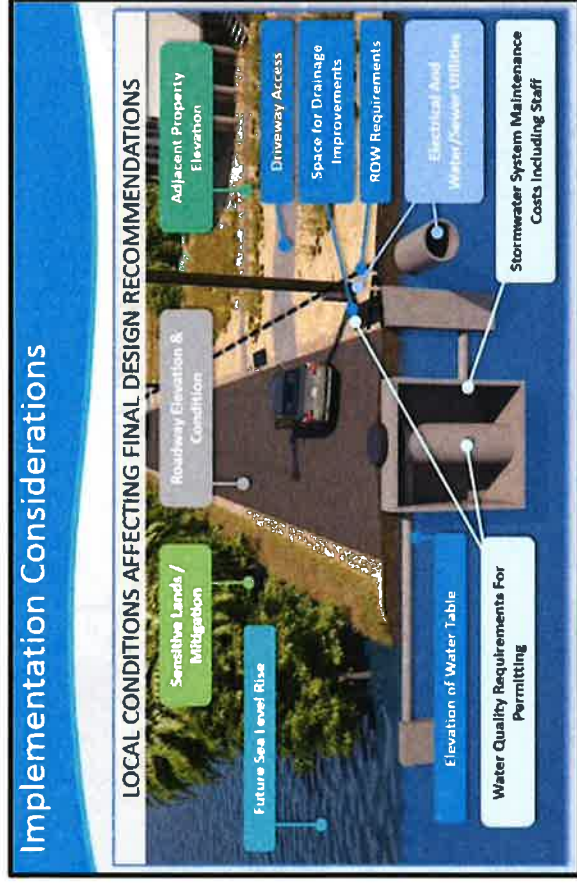 Implementation Considerations
LOCAL CONDITIONS AFFECTING FINAL DESIGN RECOMMENDATIONS
Future Sea Level Rise
Sensitive Lands /
Mitigation
Roadway Elevation &
Condition
Adjacent Property
Elevation
Driveway Access
Space for Drainage
Improvements
ROW Requirements
Electrical And
Water/Sewer Utilities
Elevation of Water Table
Water Quality Requirements For
Permitting
Stormwater System Maintenance
Costs Including Staff